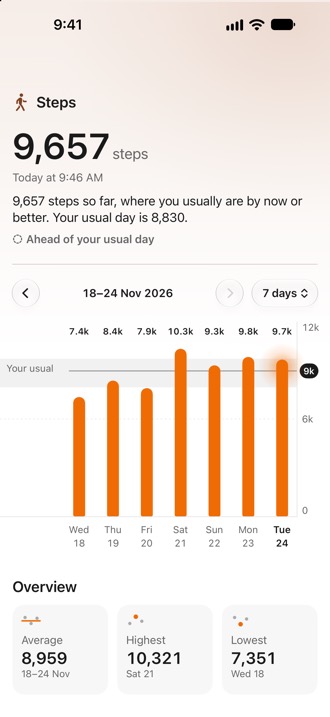 9:41
Steps
9,657 steps
Today at 9:46 AM
9,657 steps so far, where you usually are by now or
better. Your usual day is 8,830.
Ahead of your usual day
18–24 Nov 2026
7 days
7.4k 8.4k 7.9k 10.3k 9.3k 9.8k 9.7k 12k
Your usual
9k
6k
0
Wed Thu Fri Sat Sun Mon Tue
18 19 20 21 22 23 24
Overview
Average Highest Lowest
8,959 10,321 7,351
18–24 Nov Sat 21 Wed 18